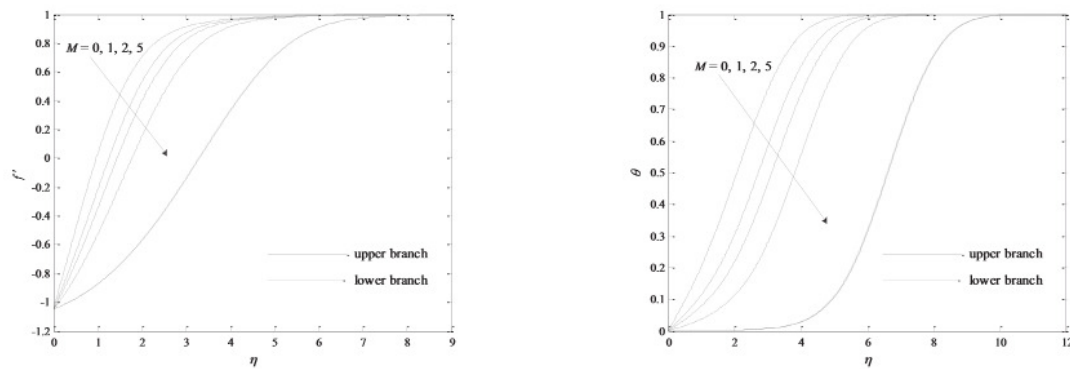 1
0.8
0.6
0.4
0.2
0
-0.2
-0.4
-0.6
-0.8
-1
-1.2
f'
M = 0, 1, 2, 5
upper branch
lower branch
0 1 2 3 4 5 6 7 8 9
η
1
0.9
0.8
0.7
0.6
0.5
0.4
0.3
0.2
0.1
0
θ
M = 0, 1, 2, 5
upper branch
lower branch
0 2 4 6 8 10 12
η